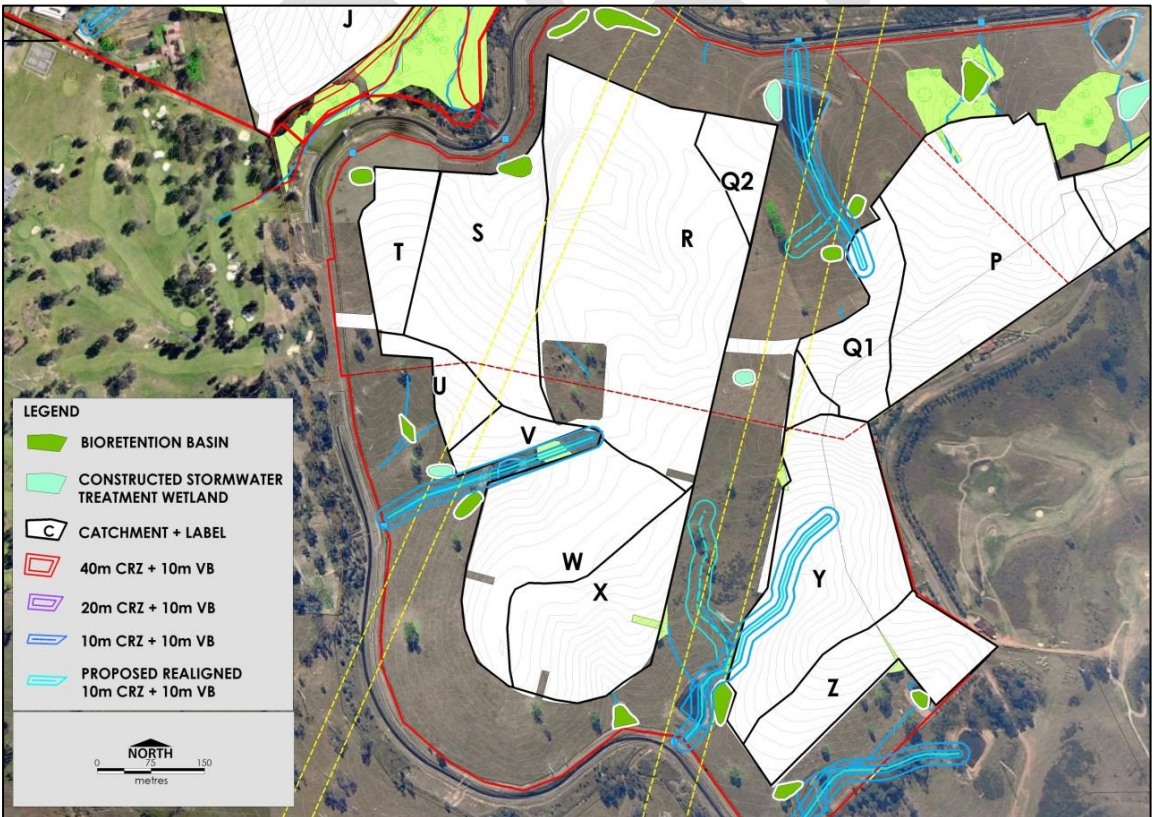 J
Q2
S
R
T
P
Q1
U
V
W
X
Y
Z
LEGEND
BIORETENTION BASIN
CONSTRUCTED STORMWATER
TREATMENT WETLAND
C CATCHMENT + LABEL
40m CRZ + 10m VB
20m CRZ + 10m VB
10m CRZ + 10m VB
PROPOSED REALIGNED
10m CRZ + 10m VB
NORTH
0 75 150
metres